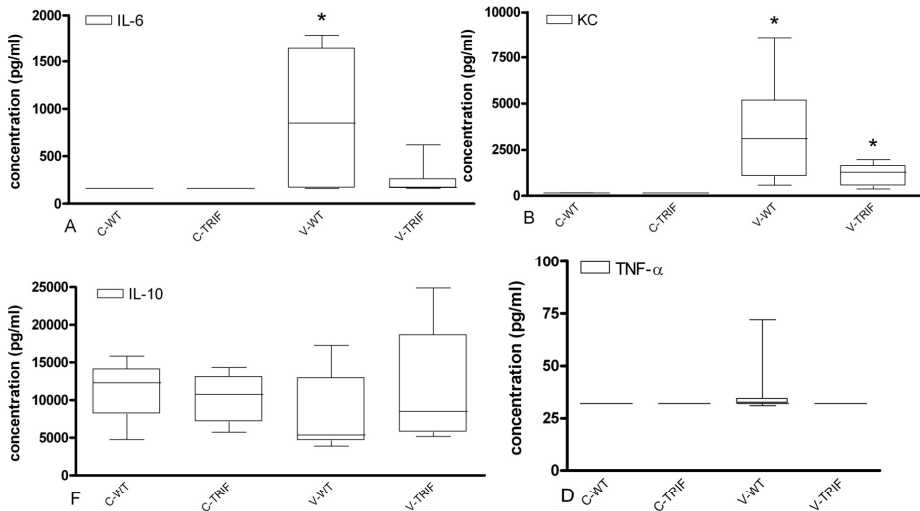 IL-6
concentration (pg/ml)
2000
1500
1000
500
0
*
A
C-WT
C-TRIF
V-WT
V-TRIF
KC
concentration (pg/ml)
10000
7500
5000
2500
0
*
*
B
C-WT
C-TRIF
V-WT
V-TRIF
IL-10
concentration (pg/ml)
25000
20000
15000
10000
5000
0
F
C-WT
C-TRIF
V-WT
V-TRIF
TNF-α
concentration (pg/ml)
100
75
50
25
0
D
C-WT
C-TPIF
V-WT
V-TPIF